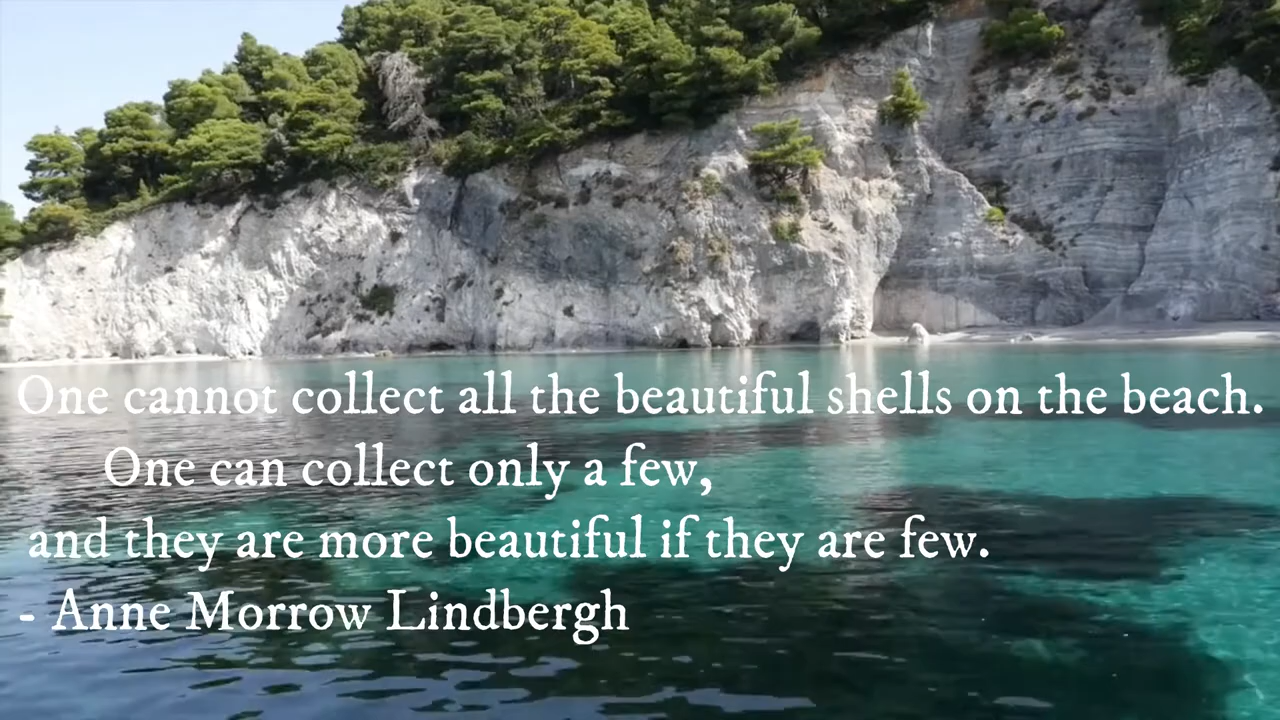 One cannot collect all the beautiful shells on the beach.
One can collect only a few,
and they are more beautiful if they are few.
- Anne Morrow Lindbergh